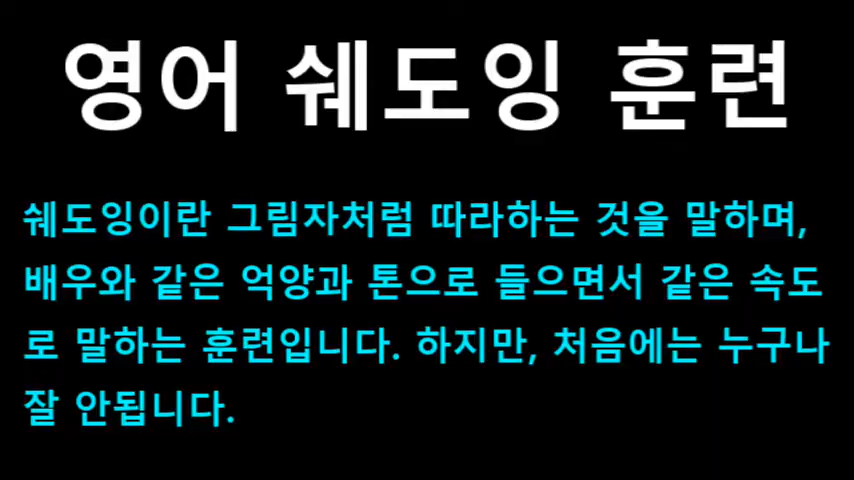 영어 쉐도잉 훈련
쉐도잉이란 그림자처럼 따라하는 것을 말하며,
배우와 같은 억양과 톤으로 들으면서 같은 속도
로 말하는 훈련입니다. 하지만, 처음에는 누구나
잘 안됩니다.